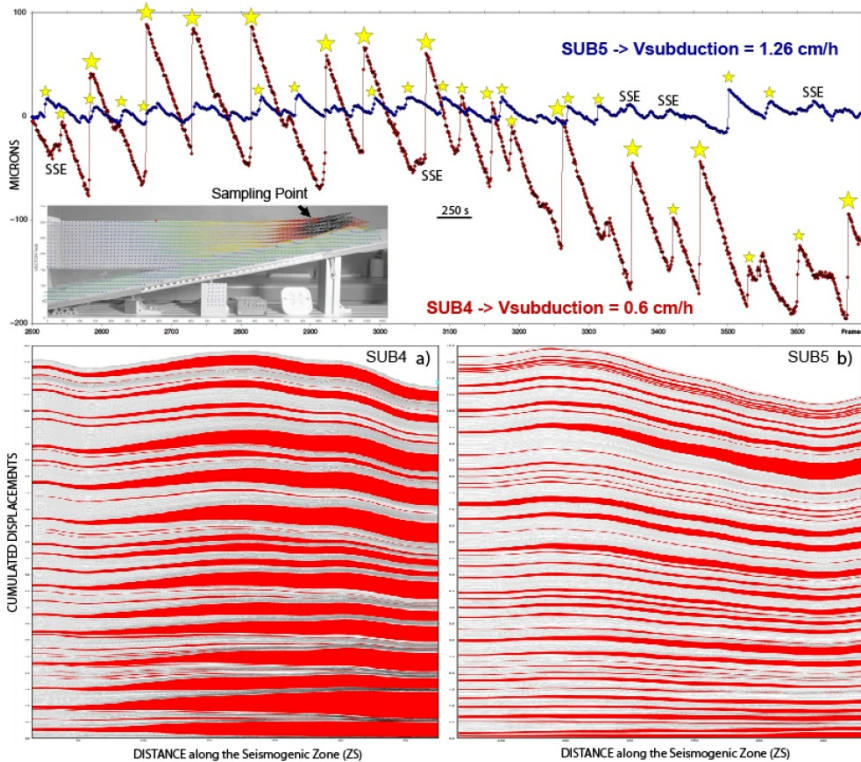 100
SUB5 -> Vsubduction = 1.26 cm/h
SSE
SSE
SSE
0
MICRONS
SSE
SSE
Sampling Point
250 s
-100
SUB4 -> Vsubduction = 0.6 cm/h
-200
2500
2600
2700
2800
2900
3000
3100
3200
3300
3400
3500
3600
Frames
SUB4 a)
SUB5 b)
CUMULATED DISPLACEMENTS
DISTANCE along the Seismogenic Zone (ZS)
DISTANCE along the Seismogenic Zone (ZS)